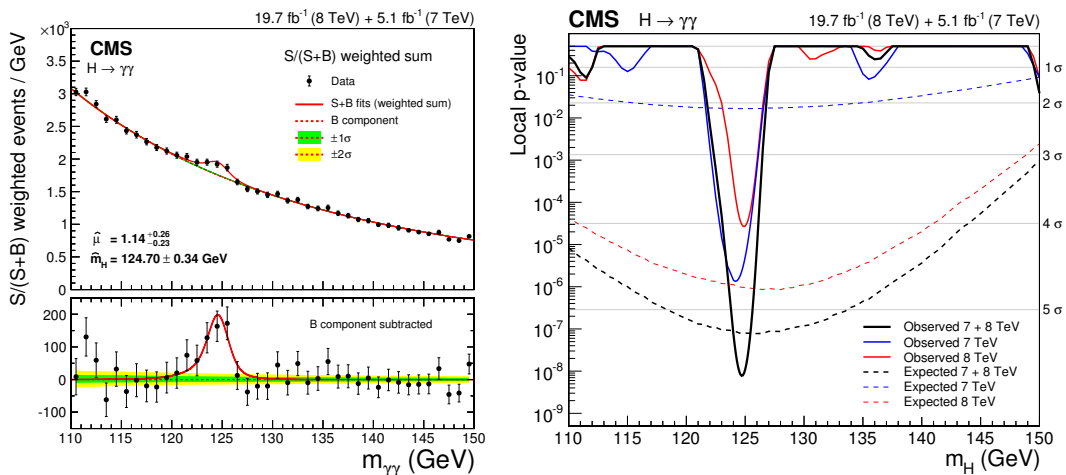 19.7 fb⁻¹ (8 TeV) + 5.1 fb⁻¹ (7 TeV)
×10³
CMS
H → γγ
S/(S+B) weighted sum
Data
S+B fits (weighted sum)
B component
±1σ
±2σ
μ̂ = 1.14 +0.26 −0.23
m̂_H = 124.70 ± 0.34 GeV
S/(S+B) weighted events / GeV
3.5
3
2.5
2
1.5
1
0.5
0
B component subtracted
200
100
0
-100
110 115 120 125 130 135 140 145 150
m_γγ (GeV)
CMS H → γγ 19.7 fb⁻¹ (8 TeV) + 5.1 fb⁻¹ (7 TeV)
Local p-value
10⁻¹
10⁻²
10⁻³
10⁻⁴
10⁻⁵
10⁻⁶
10⁻⁷
10⁻⁸
10⁻⁹
1 σ
2 σ
3 σ
4 σ
5 σ
Observed 7 + 8 TeV
Observed 7 TeV
Observed 8 TeV
Expected 7 + 8 TeV
Expected 7 TeV
Expected 8 TeV
110 115 120 125 130 135 140 145 150
m_H (GeV)